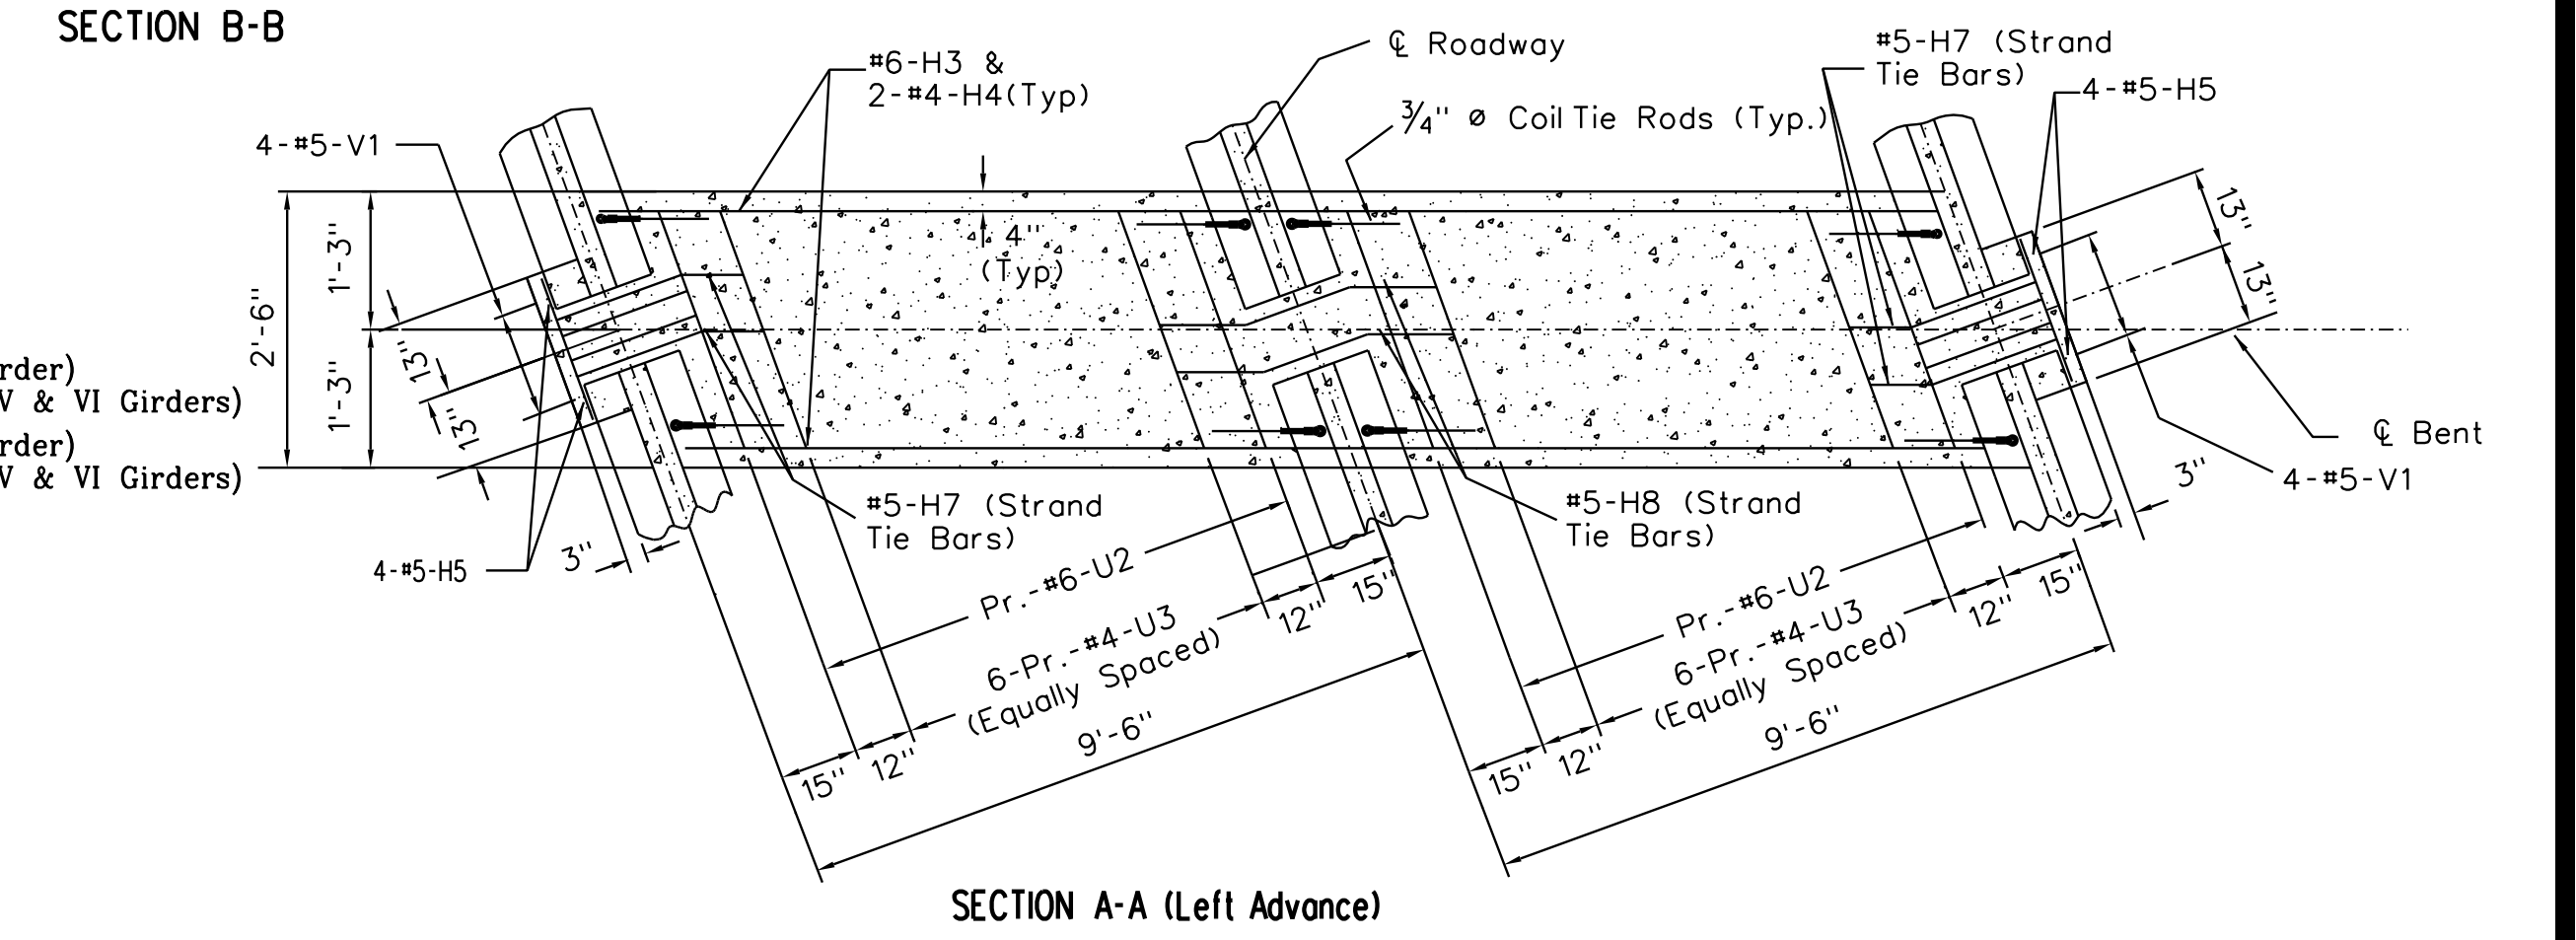 SECTION B-B
#6-H3 &
2-#4-H4(Typ)
℄ Roadway
3/4" ø Coil Tie Rods (Typ.)
#5-H7 (Strand
Tie Bars)
4-#5-H5
4-#5-V1
2'-6"
1'-3"
1'-3"
4"
(Typ)
13"
13"
13"
13"
rder)
V & VI Girders)
rder)
V & VI Girders)
℄ Bent
4-#5-V1
3"
#5-H7 (Strand
Tie Bars)
#5-H8 (Strand
Tie Bars)
4-#5-H5
3"
Pr.-#6-U2
6-Pr.-#4-U3
(Equally Spaced)
12"
15"
9'-6"
15"
12"
Pr.-#6-U2
6-Pr.-#4-U3
(Equally Spaced)
12"
15"
9'-6"
15"
12"
SECTION A-A (Left Advance)